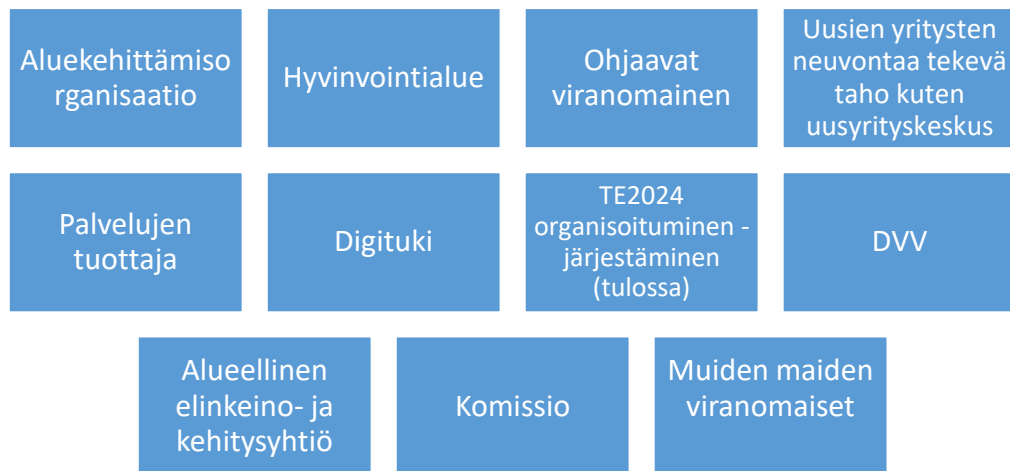 Aluekehittämiso
rganisaatio
Hyvinvointialue
Ohjaavat
viranomainen
Uusien yritysten
neuvontaa tekevä
taho kuten
uusyrityskeskus
Palvelujen
tuottaja
Digituki
TE2024
organisoituminen -
järjestäminen
(tulossa)
DVV
Alueellinen
elinkeino- ja
kehitysyhtiö
Komissio
Muiden maiden
viranomaiset